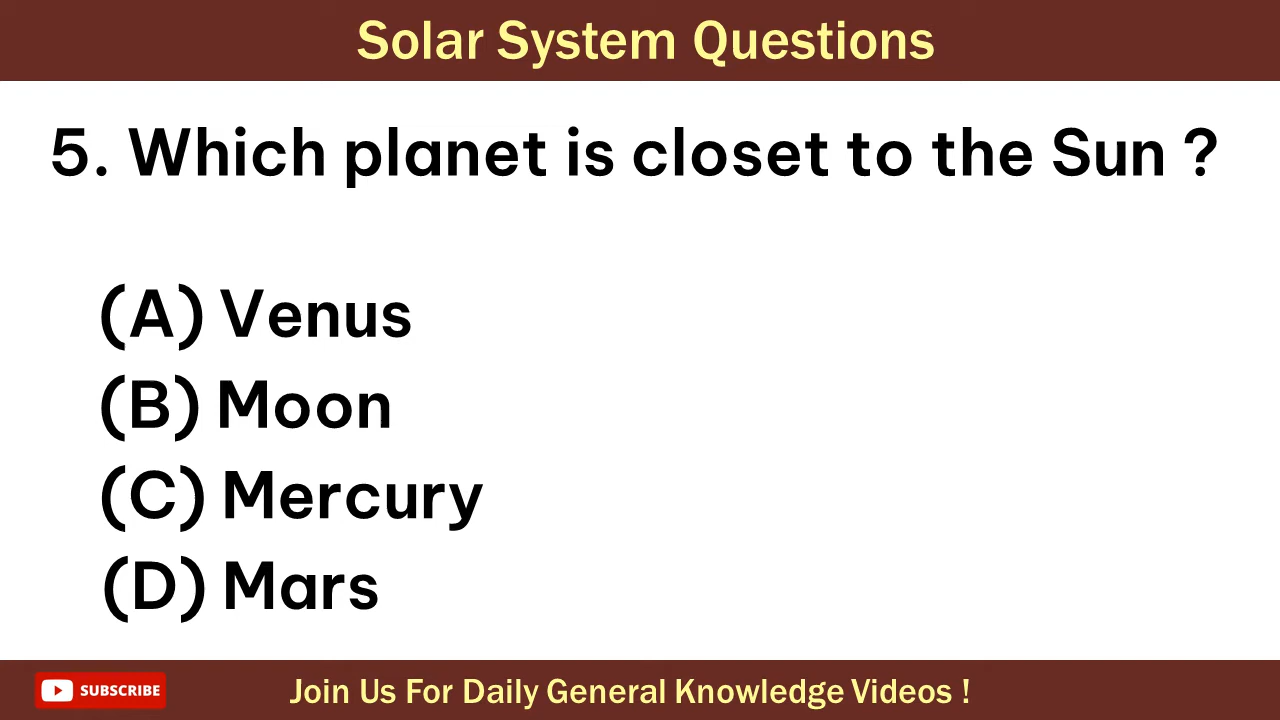 Solar System Questions
5. Which planet is closet to the Sun ?
(A) Venus
(B) Moon
(C) Mercury
(D) Mars
SUBSCRIBE
Join Us For Daily General Knowledge Videos !